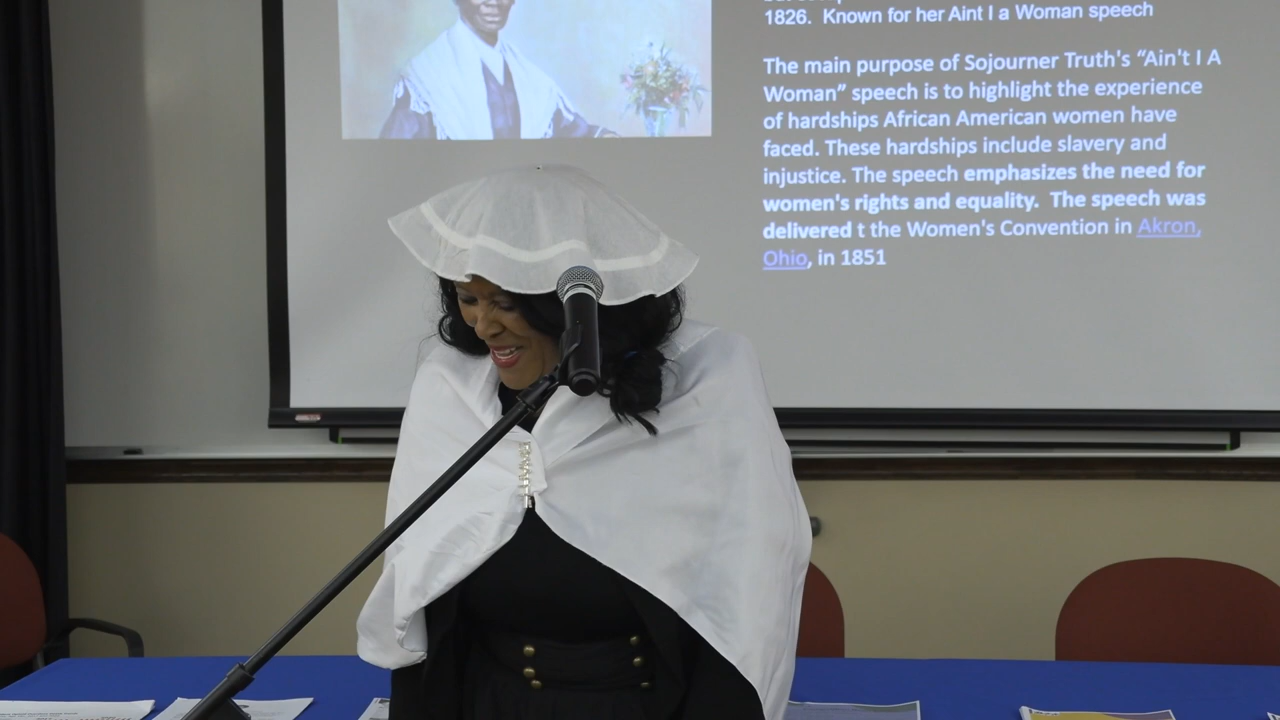 1826. Known for her Aint I a Woman speech
The main purpose of Sojourner Truth's “Ain't I A
Woman” speech is to highlight the experience
of hardships African American women have
faced. These hardships include slavery and
injustice. The speech emphasizes the need for
women's rights and equality. The speech was
delivered t the Women's Convention in Akron,
Ohio, in 1851